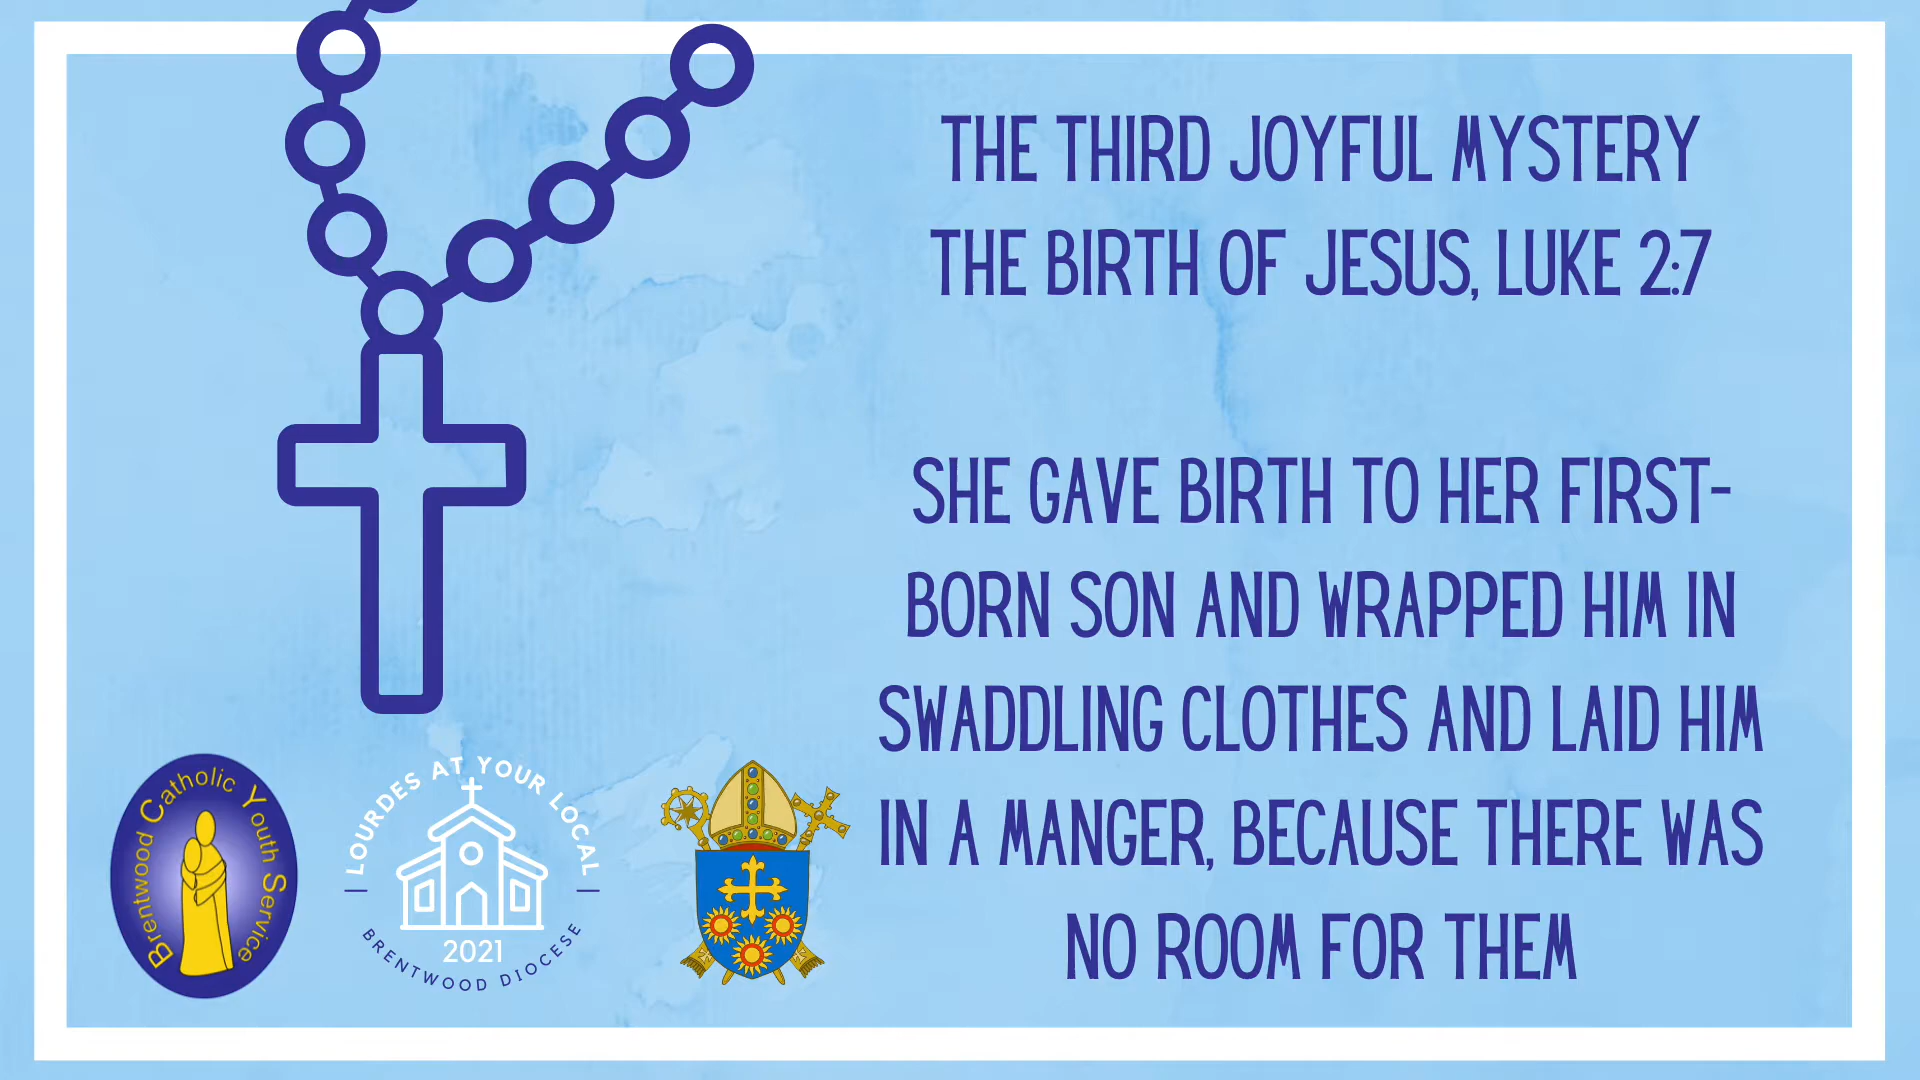 THE THIRD JOYFUL MYSTERY
THE BIRTH OF JESUS, LUKE 2:7
SHE GAVE BIRTH TO HER FIRST-
BORN SON AND WRAPPED HIM IN
SWADDLING CLOTHES AND LAID HIM
IN A MANGER, BECAUSE THERE WAS
NO ROOM FOR THEM
Brentwood Catholic Youth Service
LOURDES AT YOUR LOCAL
2021
BRENTWOOD DIOCESE